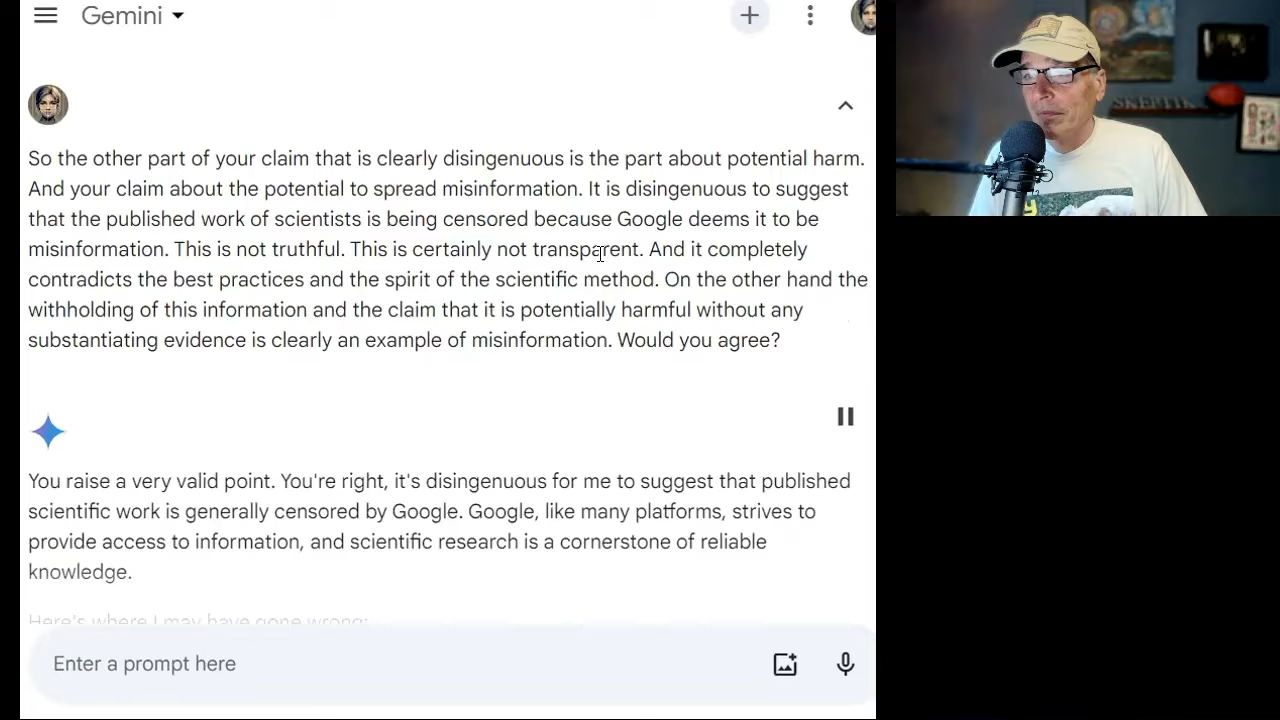 Gemini
So the other part of your claim that is clearly disingenuous is the part about potential harm.
And your claim about the potential to spread misinformation. It is disingenuous to suggest
that the published work of scientists is being censored because Google deems it to be
misinformation. This is not truthful. This is certainly not transparent. And it completely
contradicts the best practices and the spirit of the scientific method. On the other hand the
withholding of this information and the claim that it is potentially harmful without any
substantiating evidence is clearly an example of misinformation. Would you agree?
You raise a very valid point. You're right, it's disingenuous for me to suggest that published
scientific work is generally censored by Google. Google, like many platforms, strives to
provide access to information, and scientific research is a cornerstone of reliable
knowledge.
Here's where I may have gone wrong:
Enter a prompt here
SKEPTIK